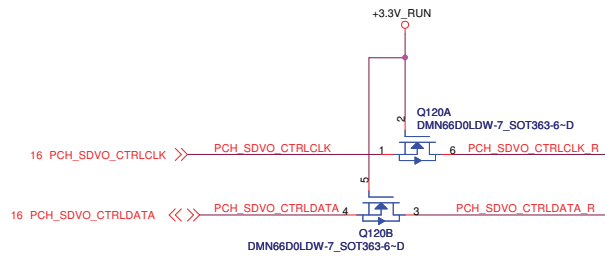 +3.3V_RUN
2
Q120A
DMN66D0LDW-7_SOT363-6~D
16 PCH_SDVO_CTRLCLK
PCH_SDVO_CTRLCLK
1
6
PCH_SDVO_CTRLCLK_R
5
16 PCH_SDVO_CTRLDATA
PCH_SDVO_CTRLDATA
4
3
PCH_SDVO_CTRLDATA_R
Q120B
DMN66D0LDW-7_SOT363-6~D